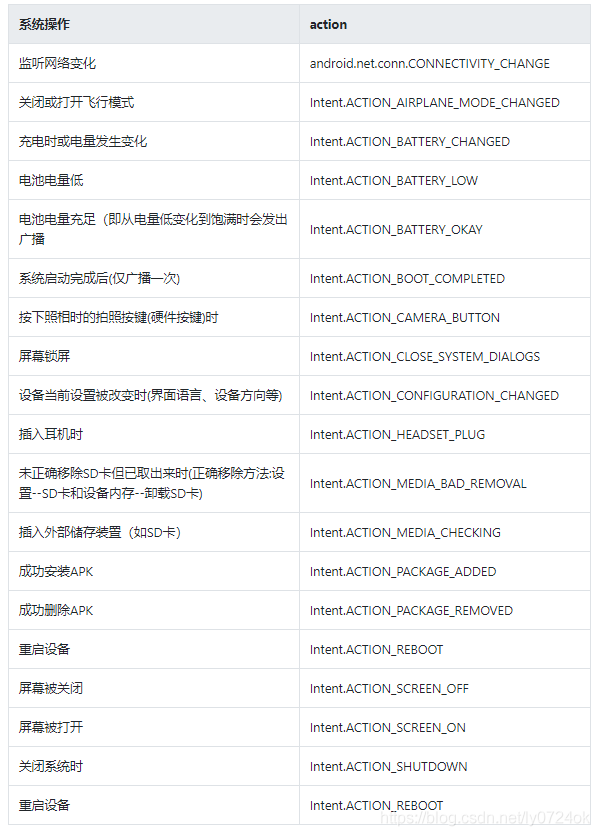 系统操作 action
监听网络变化 android.net.conn.CONNECTIVITY_CHANGE
关闭或打开飞行模式 Intent.ACTION_AIRPLANE_MODE_CHANGED
充电时或电量发生变化 Intent.ACTION_BATTERY_CHANGED
电池电量低 Intent.ACTION_BATTERY_LOW
电池电量充足（即从电量低变化到饱满时会发出
广播 Intent.ACTION_BATTERY_OKAY
系统启动完成后(仅广播一次) Intent.ACTION_BOOT_COMPLETED
按下照相时的拍照按键(硬件按键)时 Intent.ACTION_CAMERA_BUTTON
屏幕锁屏 Intent.ACTION_CLOSE_SYSTEM_DIALOGS
设备当前设置被改变时(界面语言、设备方向等) Intent.ACTION_CONFIGURATION_CHANGED
插入耳机时 Intent.ACTION_HEADSET_PLUG
未正确移除SD卡但已取出来时(正确移除方法:设
置--SD卡和设备内存--卸载SD卡) Intent.ACTION_MEDIA_BAD_REMOVAL
插入外部储存装置（如SD卡） Intent.ACTION_MEDIA_CHECKING
成功安装APK Intent.ACTION_PACKAGE_ADDED
成功删除APK Intent.ACTION_PACKAGE_REMOVED
重启设备 Intent.ACTION_REBOOT
屏幕被关闭 Intent.ACTION_SCREEN_OFF
屏幕被打开 Intent.ACTION_SCREEN_ON
关闭系统时 Intent.ACTION_SHUTDOWN
重启设备 Intent.ACTION_REBOOT
https://blog.csdn.net/ly0724ok